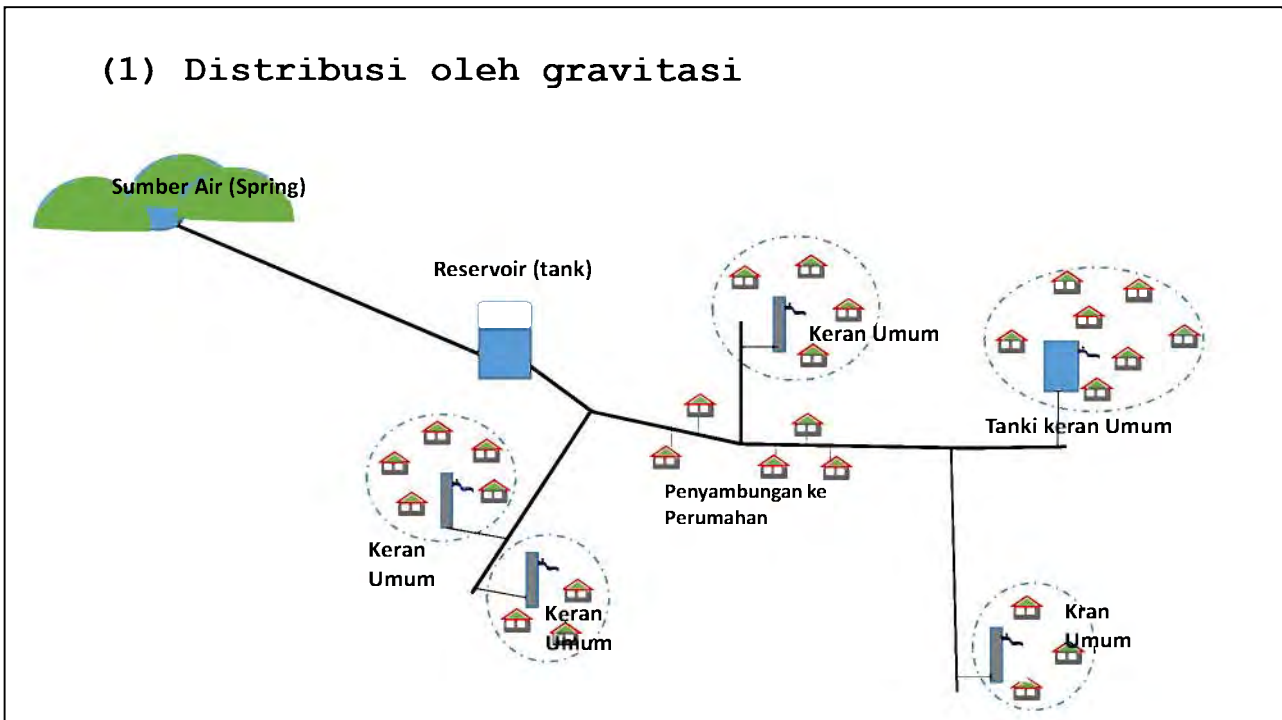 (1) Distribusi oleh gravitasi
Sumber Air (Spring)
Reservoir (tank)
Keran Umum
Tanki keran Umum
Penyambungan ke
Perumahan
Keran
Umum
Keran
Umum
Kran
Umum